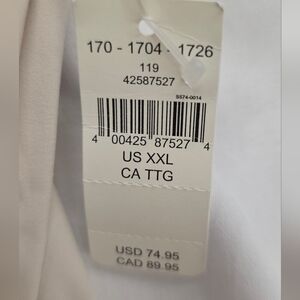 170 - 1704 - 1726
119
42587527
S574-0014
4 00425 87527 4
US XXL
CA TTG
USD 74.95
CAD 89.95